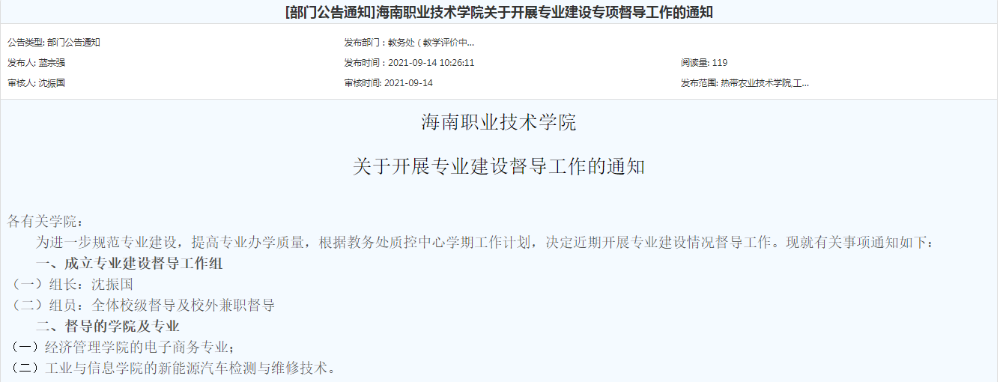 [部门公告通知]海南职业技术学院关于开展专业建设专项督导工作的通知
公告类型: 部门公告通知 发布部门：教务处（教学评价中...
发布人: 蓝宗强 发布时间：2021-09-14 10:26:11 阅读量: 119
审核人: 沈振国 审核时间: 2021-09-14 发布范围: 热带农业技术学院,工...
海南职业技术学院
关于开展专业建设督导工作的通知
各有关学院：
为进一步规范专业建设，提高专业办学质量，根据教务处质控中心学期工作计划，决定近期开展专业建设情况督导工作。现就有关事项通知如下：
一、成立专业建设督导工作组
（一）组长：沈振国
（二）组员：全体校级督导及校外兼职督导
二、督导的学院及专业
（一）经济管理学院的电子商务专业；
（二）工业与信息学院的新能源汽车检测与维修技术。